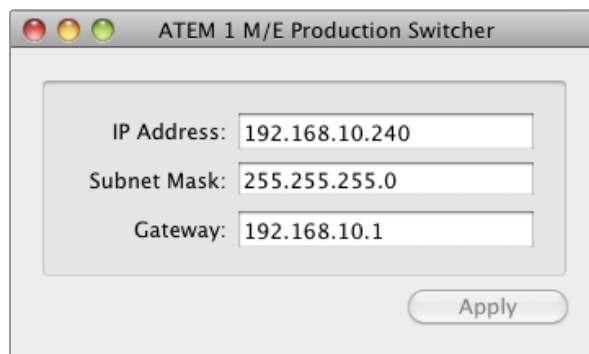 ATEM 1 M/E Production Switcher
IP Address: 192.168.10.240
Subnet Mask: 255.255.255.0
Gateway: 192.168.10.1
Apply